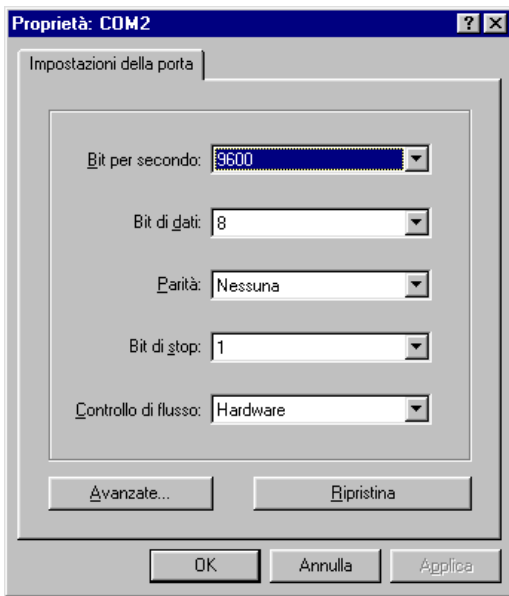 Proprietà: COM2
Impostazioni della porta
Bit per secondo: 9600
Bit di dati: 8
Parità: Nessuna
Bit di stop: 1
Controllo di flusso: Hardware
Avanzate... Ripristina
OK Annulla Applica